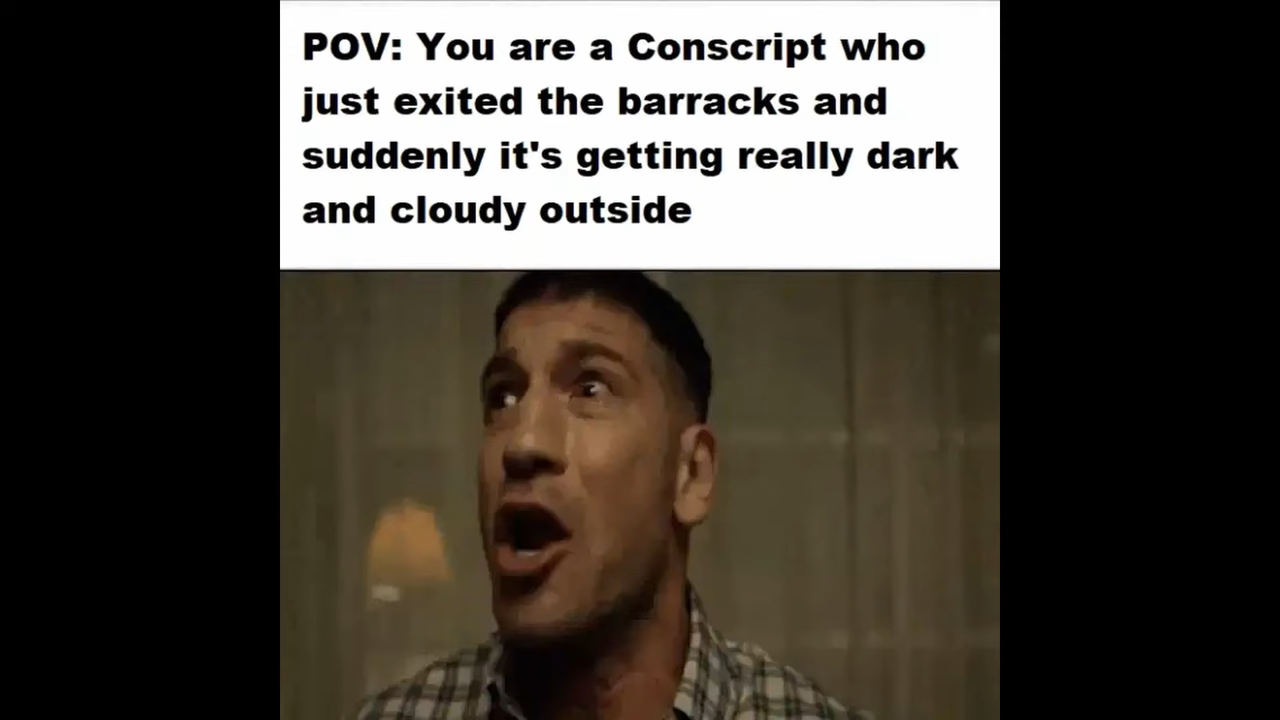 POV: You are a Conscript who
just exited the barracks and
suddenly it's getting really dark
and cloudy outside